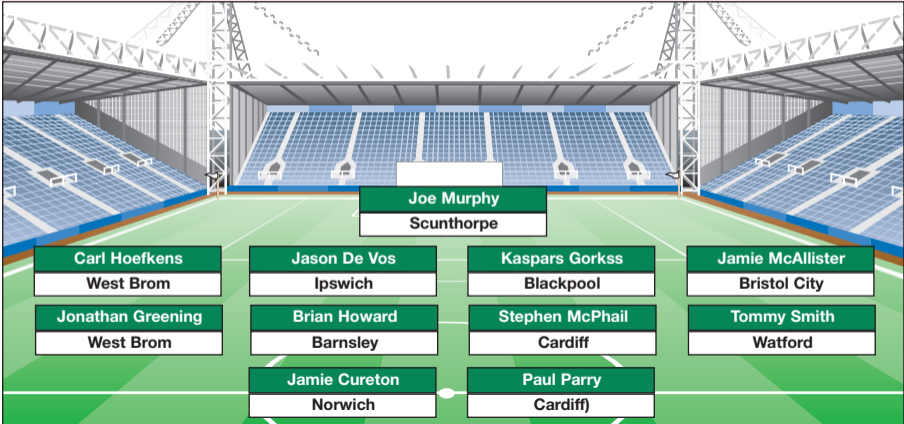 Joe Murphy
Scunthorpe
Carl Hoefkens
West Brom
Jason De Vos
Ipswich
Kaspars Gorkss
Blackpool
Jamie McAllister
Bristol City
Jonathan Greening
West Brom
Brian Howard
Barnsley
Stephen McPhail
Cardiff
Tommy Smith
Watford
Jamie Cureton
Norwich
Paul Parry
Cardiff)